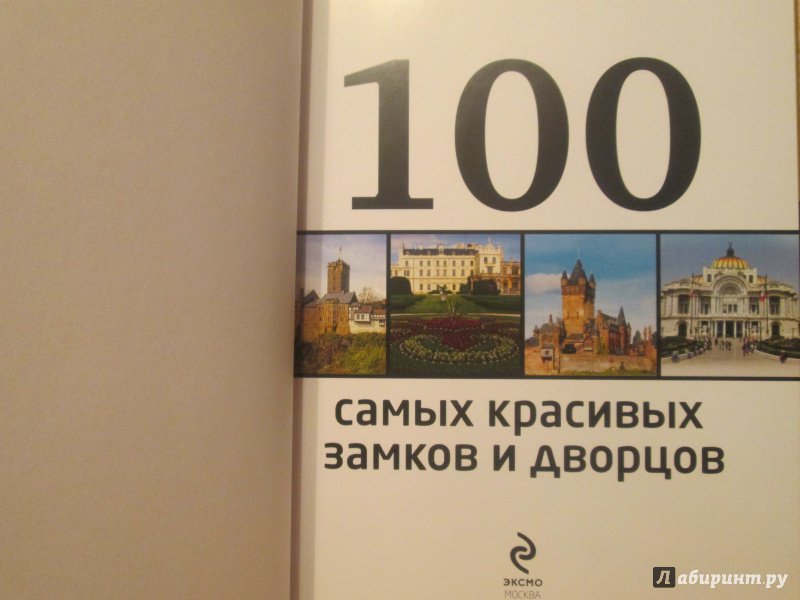 100
самых красивых
замков и дворцов
ЭКСМО
МОСКВА
Лабиринт.ру